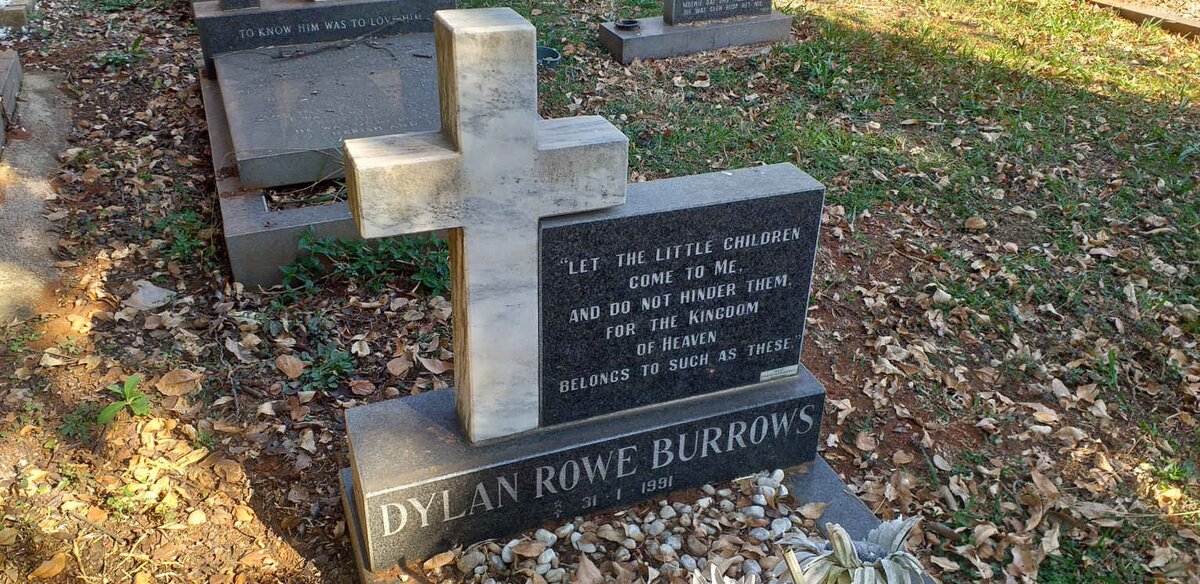 TO KNOW HIM WAS TO LOVE HIM
"LET THE LITTLE CHILDREN
COME TO ME,
AND DO NOT HINDER THEM,
FOR THE KINGDOM
OF HEAVEN
BELONGS TO SUCH AS THESE."
DYLAN ROWE BURROWS
31 · 1 · 1991